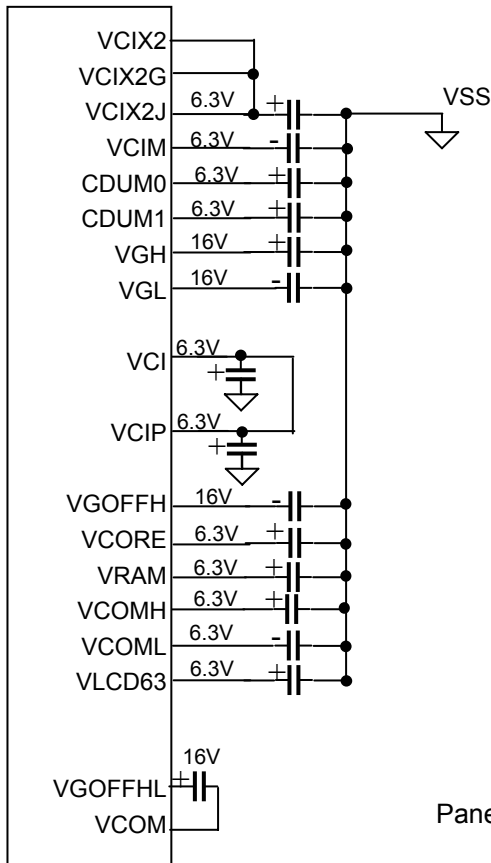 VCIX2
VCIX2G
VCIX2J 6.3V + VSS
VCIM 6.3V -
CDUM0 6.3V +
CDUM1 6.3V +
VGH 16V +
VGL 16V -
VCI 6.3V
+
VCIP 6.3V
+
VGOFFH 16V -
VCORE 6.3V +
VRAM 6.3V +
VCOMH 6.3V +
VCOML 6.3V -
VLCD63 6.3V +
16V
VGOFFHL +
VCOM
Pane